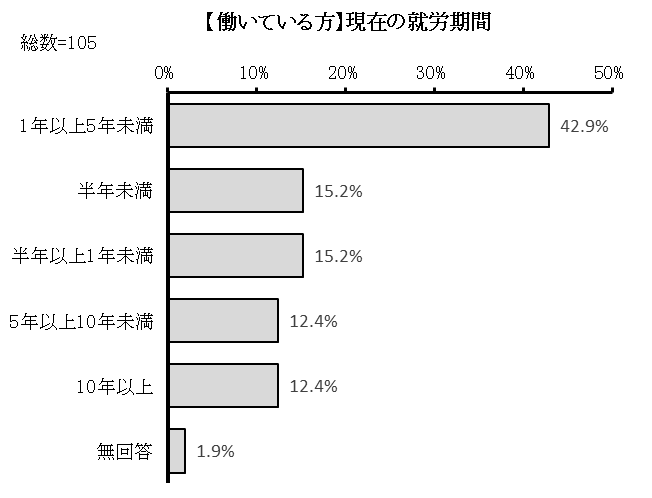 【働いている方】現在の就労期間
総数=105
0% 10% 20% 30% 40% 50%
1年以上5年未満 42.9%
半年未満 15.2%
半年以上1年未満 15.2%
5年以上10年未満 12.4%
10年以上 12.4%
無回答 1.9%